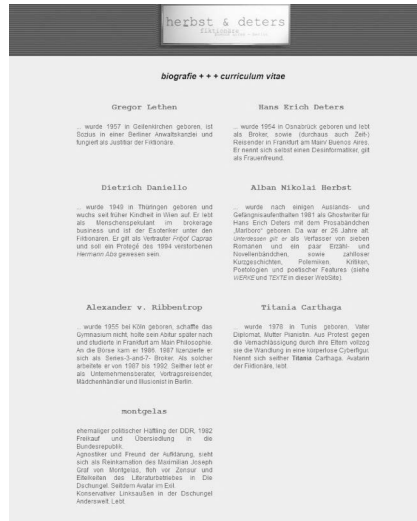 herbst & deters
fiktionäre
biografie + + + curriculum vitae
Gregor Lethen
... wurde 1957 in Geilenkirchen geboren, ist
Sozius in einer Berliner Anwaltskanzlei und
fungiert als Justitiar der Fiktionäre.
Hans Erich Deters
... wurde 1954 in Osnabrück geboren und lebt
als Broker, sowie (durchaus auch Zeit-)
Reisender in Frankfurt am Main/ Buenos Aires.
Er nennt sich selbst einen Desinformatiker, gilt
als Frauenfreund.
Dietrich Daniello
... wurde 1949 in Thüringen geboren und
wuchs seit früher Kindheit in Wien auf. Er lebt
als Menschenspekulant im brokerage
business und ist der Esoteriker unter den
Fiktionären. Er gilt als Vertrauter Fritjof Capras
und soll ein Protegé des 1994 verstorbenen
Hermann Abs gewesen sein.
Alban Nikolai Herbst
... wurde nach einigen Auslands- und
Gefängnisaufenthalten 1981 als Ghostwriter für
Hans Erich Deters mit dem Prosabändchen
„Marlboro“ geboren. Da war er 26 Jahre alt.
Unterdessen gilt er als Verfasser von sieben
Romanen und ein paar Erzähl- und
Novellenbändchen, sowie zahlloser
Kurzgeschichten, Polemiken, Kritiken,
Poetologien und poetischer Features (siehe
WERKE und TEXTE in dieser WebSite).
Alexander v. Ribbentrop
... wurde 1955 bei Köln geboren, schaffte das
Gymnasium nicht, holte sein Abitur später nach
und studierte in Frankfurt am Main Philosophie.
An die Börse kam er 1986. 1987 lizenzierte er
sich als Series-3-and-7- Broker. Als solcher
arbeitete er von 1987 bis 1992. Seither lebt er
als Unternehmensberater, Vortragsreisender,
Mädchenhändler und Illusionist in Berlin.
Titania Carthaga
... wurde 1978 in Tunis geboren, Vater
Diplomat, Mutter Pianistin. Aus Protest gegen
die Vernachlässigung durch ihre Eltern vollzog
sie die Wandlung in eine körperlose Cyberfigur.
Nennt sich seither Titania Carthaga. Avatarin
der Fiktionäre, lebt.
montgelas
ehemaliger politischer Häftling der DDR, 1982
Freikauf und Übersiedlung in die
Bundesrepublik.
Agnostiker und Freund der Aufklärung, sieht
sich als Reinkarnation des Maximilian Joseph
Graf von Montgelas, floh vor Zensur und
Eitelkeiten des Literaturbetriebes in Die
Dschungel. Seitdem Avatar im Exil.
Konservativer Linksaußen in der Dschungel
Anderswelt. Lebt.